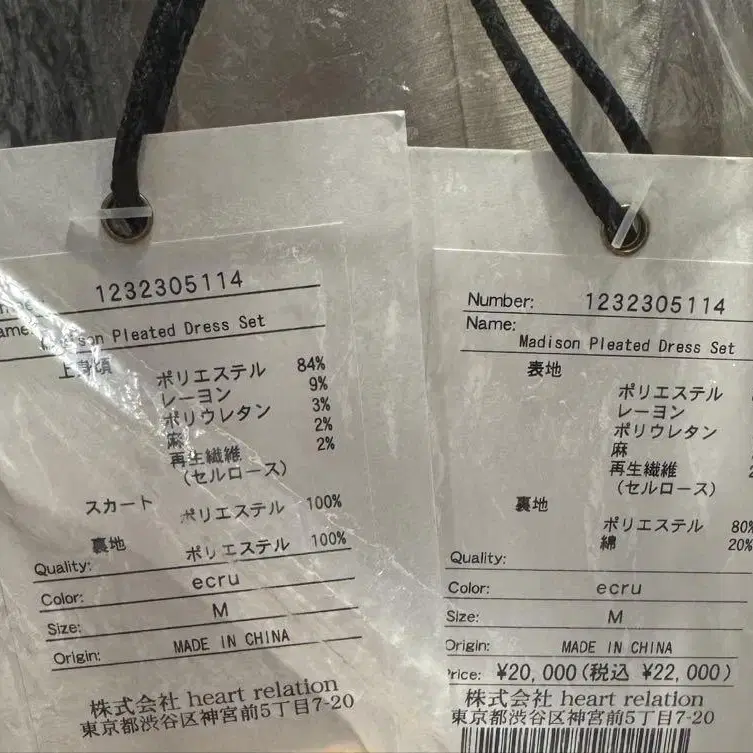 1232305114
Pleated Dress Set
上身頃
ポリエステル 84%
レーヨン 9%
ポリウレタン 3%
麻 2%
再生繊維 2%
(セルロース)
スカート
ポリエステル 100%
裏地
ポリエステル 100%
Quality:
Color: ecru
Size: M
Origin: MADE IN CHINA
株式会社 heart relation
東京都渋谷区神宮前5丁目7-20
Number: 1232305114
Name:
Madison Pleated Dress Set
表地
ポリエステル
レーヨン
ポリウレタン
麻
再生繊維
(セルロース)
裏地
ポリエステル 80%
綿 20%
Quality:
Color: ecru
Size: M
Origin: MADE IN CHINA
Price: ¥20,000(税込 ¥22,000)
株式会社 heart relation
東京都渋谷区神宮前5丁目7-20